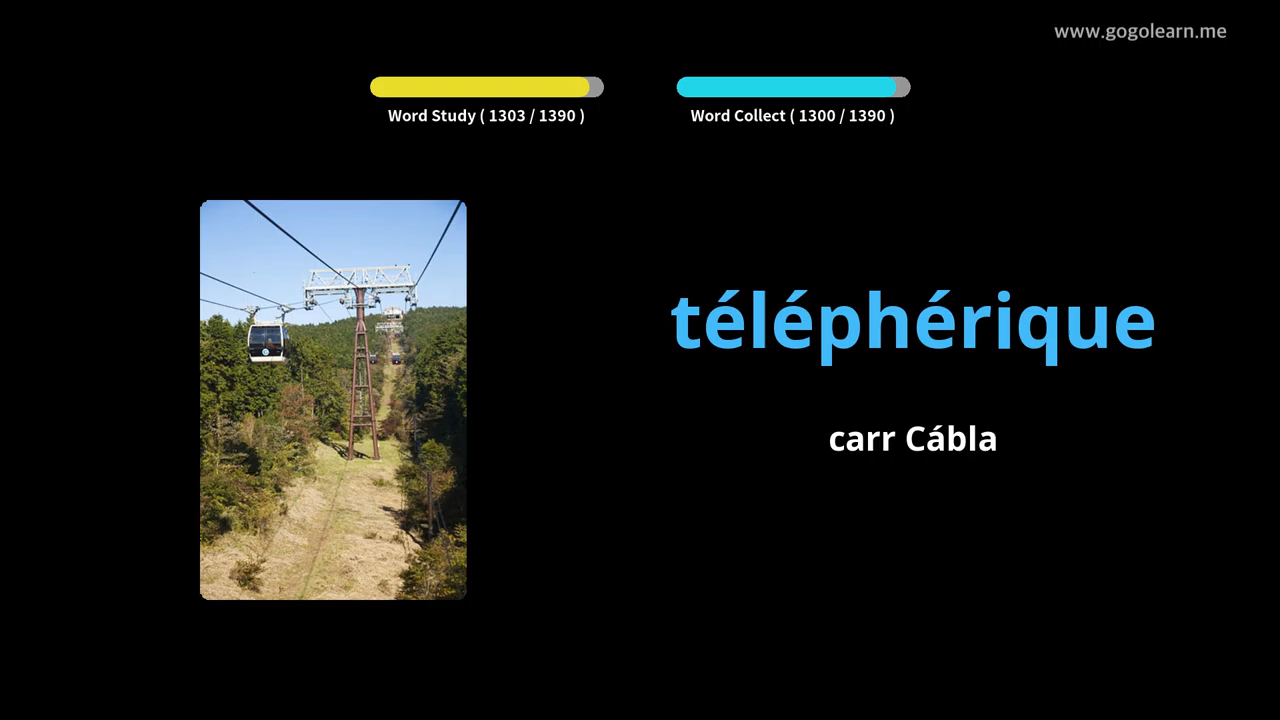 www.gogolearn.me
Word Study ( 1303 / 1390 )
Word Collect ( 1300 / 1390 )
téléphérique
carr Cábla